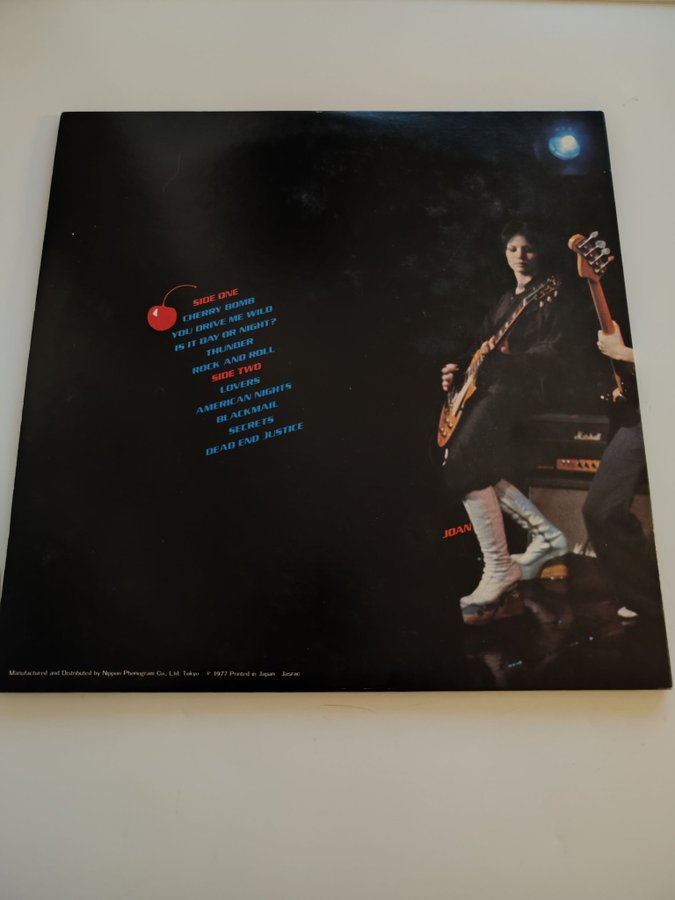 SIDE ONE
CHERRY BOMB
YOU DRIVE ME WILD
IS IT DAY OR NIGHT?
THUNDER
ROCK AND ROLL
SIDE TWO
LOVERS
AMERICAN NIGHTS
BLACKMAIL
SECRETS
DEAD END JUSTICE
Marshall
JOAN
Manufactured and Distributed by Nippon Phonogram Co., Ltd. Tokyo ℗ 1977 Printed in Japan Jasrac